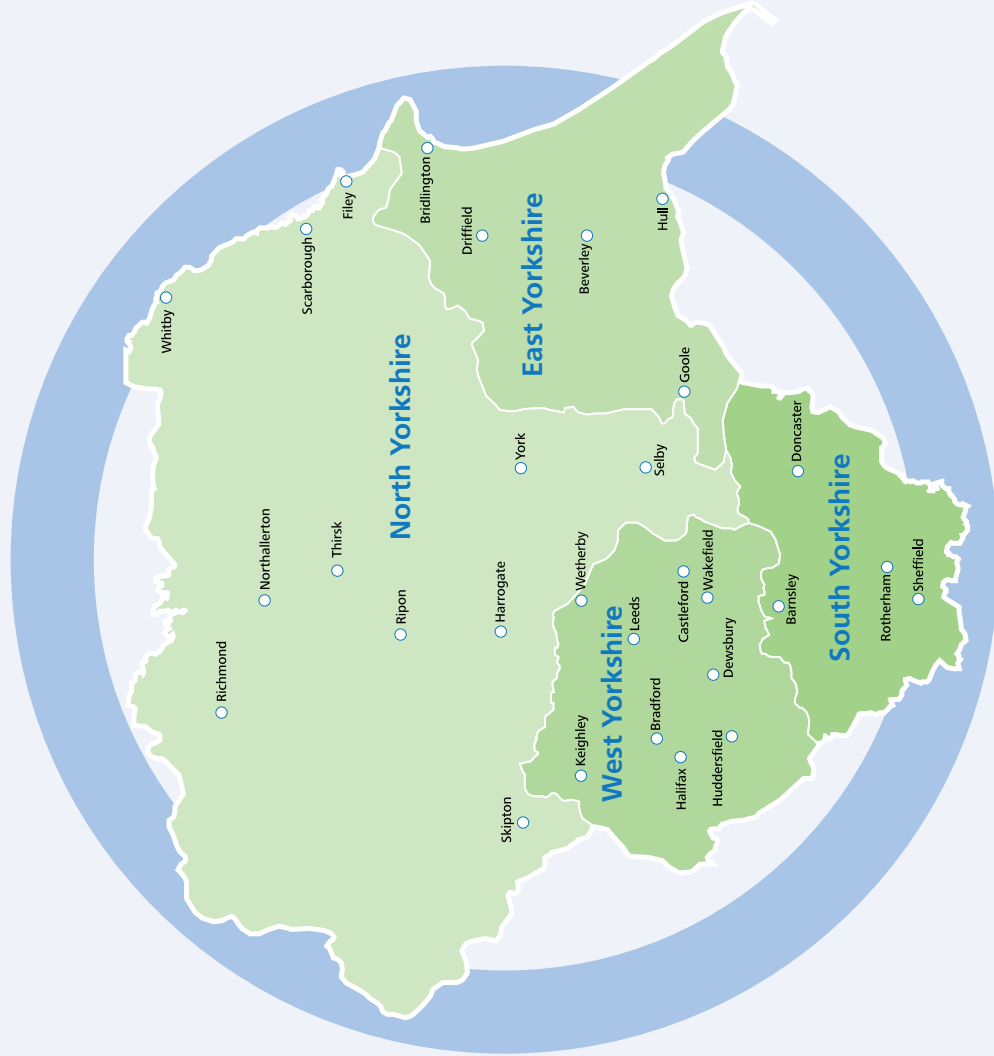 Whitby
Scarborough
Filey
Bridlington
Driffield
East Yorkshire
Beverley
Hull
Goole
North Yorkshire
Richmond
Northallerton
Thirsk
Ripon
Harrogate
York
Selby
Skipton
West Yorkshire
Wetherby
Keighley
Leeds
Bradford
Halifax
Castleford
Wakefield
Dewsbury
Huddersfield
South Yorkshire
Doncaster
Barnsley
Rotherham
Sheffield